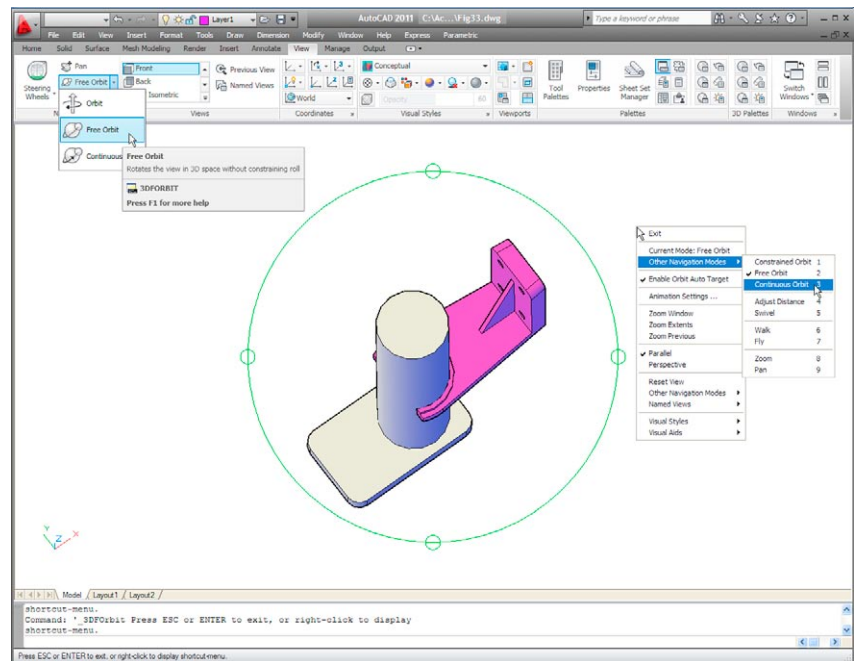 Layer1
AutoCAD 2011 C:\Ac...\Fig33.dwg
Type a keyword or phrase
File Edit View Insert Format Tools Draw Dimension Modify Window Help Express Parametric
Home Solid Surface Mesh Modeling Render Insert Annotate View Manage Output
Steering Wheels
Pan
Free Orbit
Front
Back
Isometric
Previous View
Named Views
World
Conceptual
Opacity 60
Tool Palettes
Properties
Sheet Set Manager
Switch Windows
N
Views
Coordinates
Visual Styles
Viewports
Palettes
3D Palettes
Windows
Orbit
Free Orbit
Continuous
Free Orbit
Rotates the view in 3D space without constraining roll
3DFORBIT
Press F1 for more help
Exit
Current Mode: Free Orbit
Other Navigation Modes
Enable Orbit Auto Target
Animation Settings ...
Zoom Window
Zoom Extents
Zoom Previous
Parallel
Perspective
Reset View
Other Navigation Modes
Named Views
Visual Styles
Visual Aids
Constrained Orbit 1
Free Orbit 2
Continuous Orbit 3
Adjust Distance 4
Swivel 5
Walk 6
Fly 7
Zoom 8
Pan 9
Y
Z
X
Model Layout1 Layout2
shortcut-menu.
Command: '_3DFOrbit Press ESC or ENTER to exit, or right-click to display
shortcut-menu.
Press ESC or ENTER to exit, or right-click to display shortcut-menu.